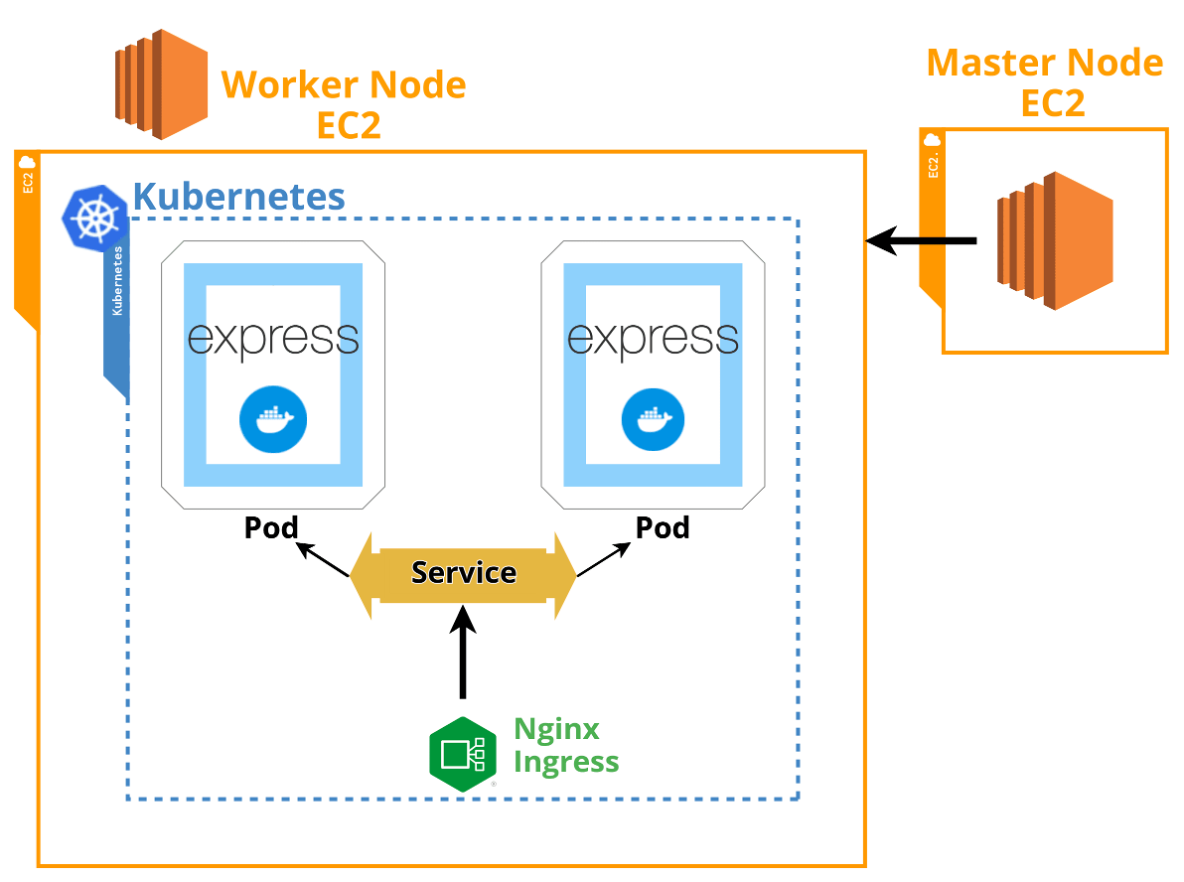 Worker Node
EC2
Master Node
EC2
EC2
EC2.
Kubernetes
Kubernetes
express
express
Pod
Pod
Service
Nginx
Ingress